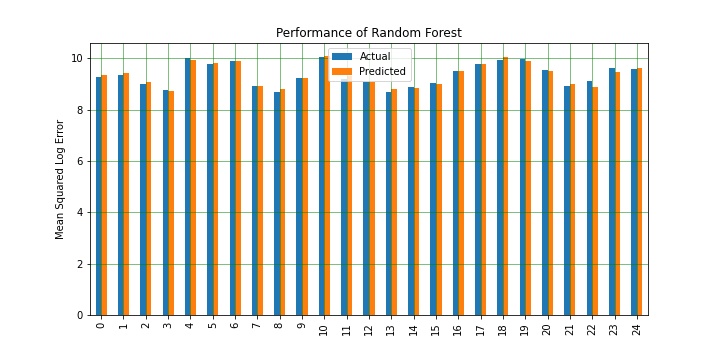 Performance of Random Forest
Actual
Predicted
Mean Squared Log Error
10
8
6
4
2
0
0 1 2 3 4 5 6 7 8 9 10 11 12 13 14 15 16 17 18 19 20 21 22 23 24